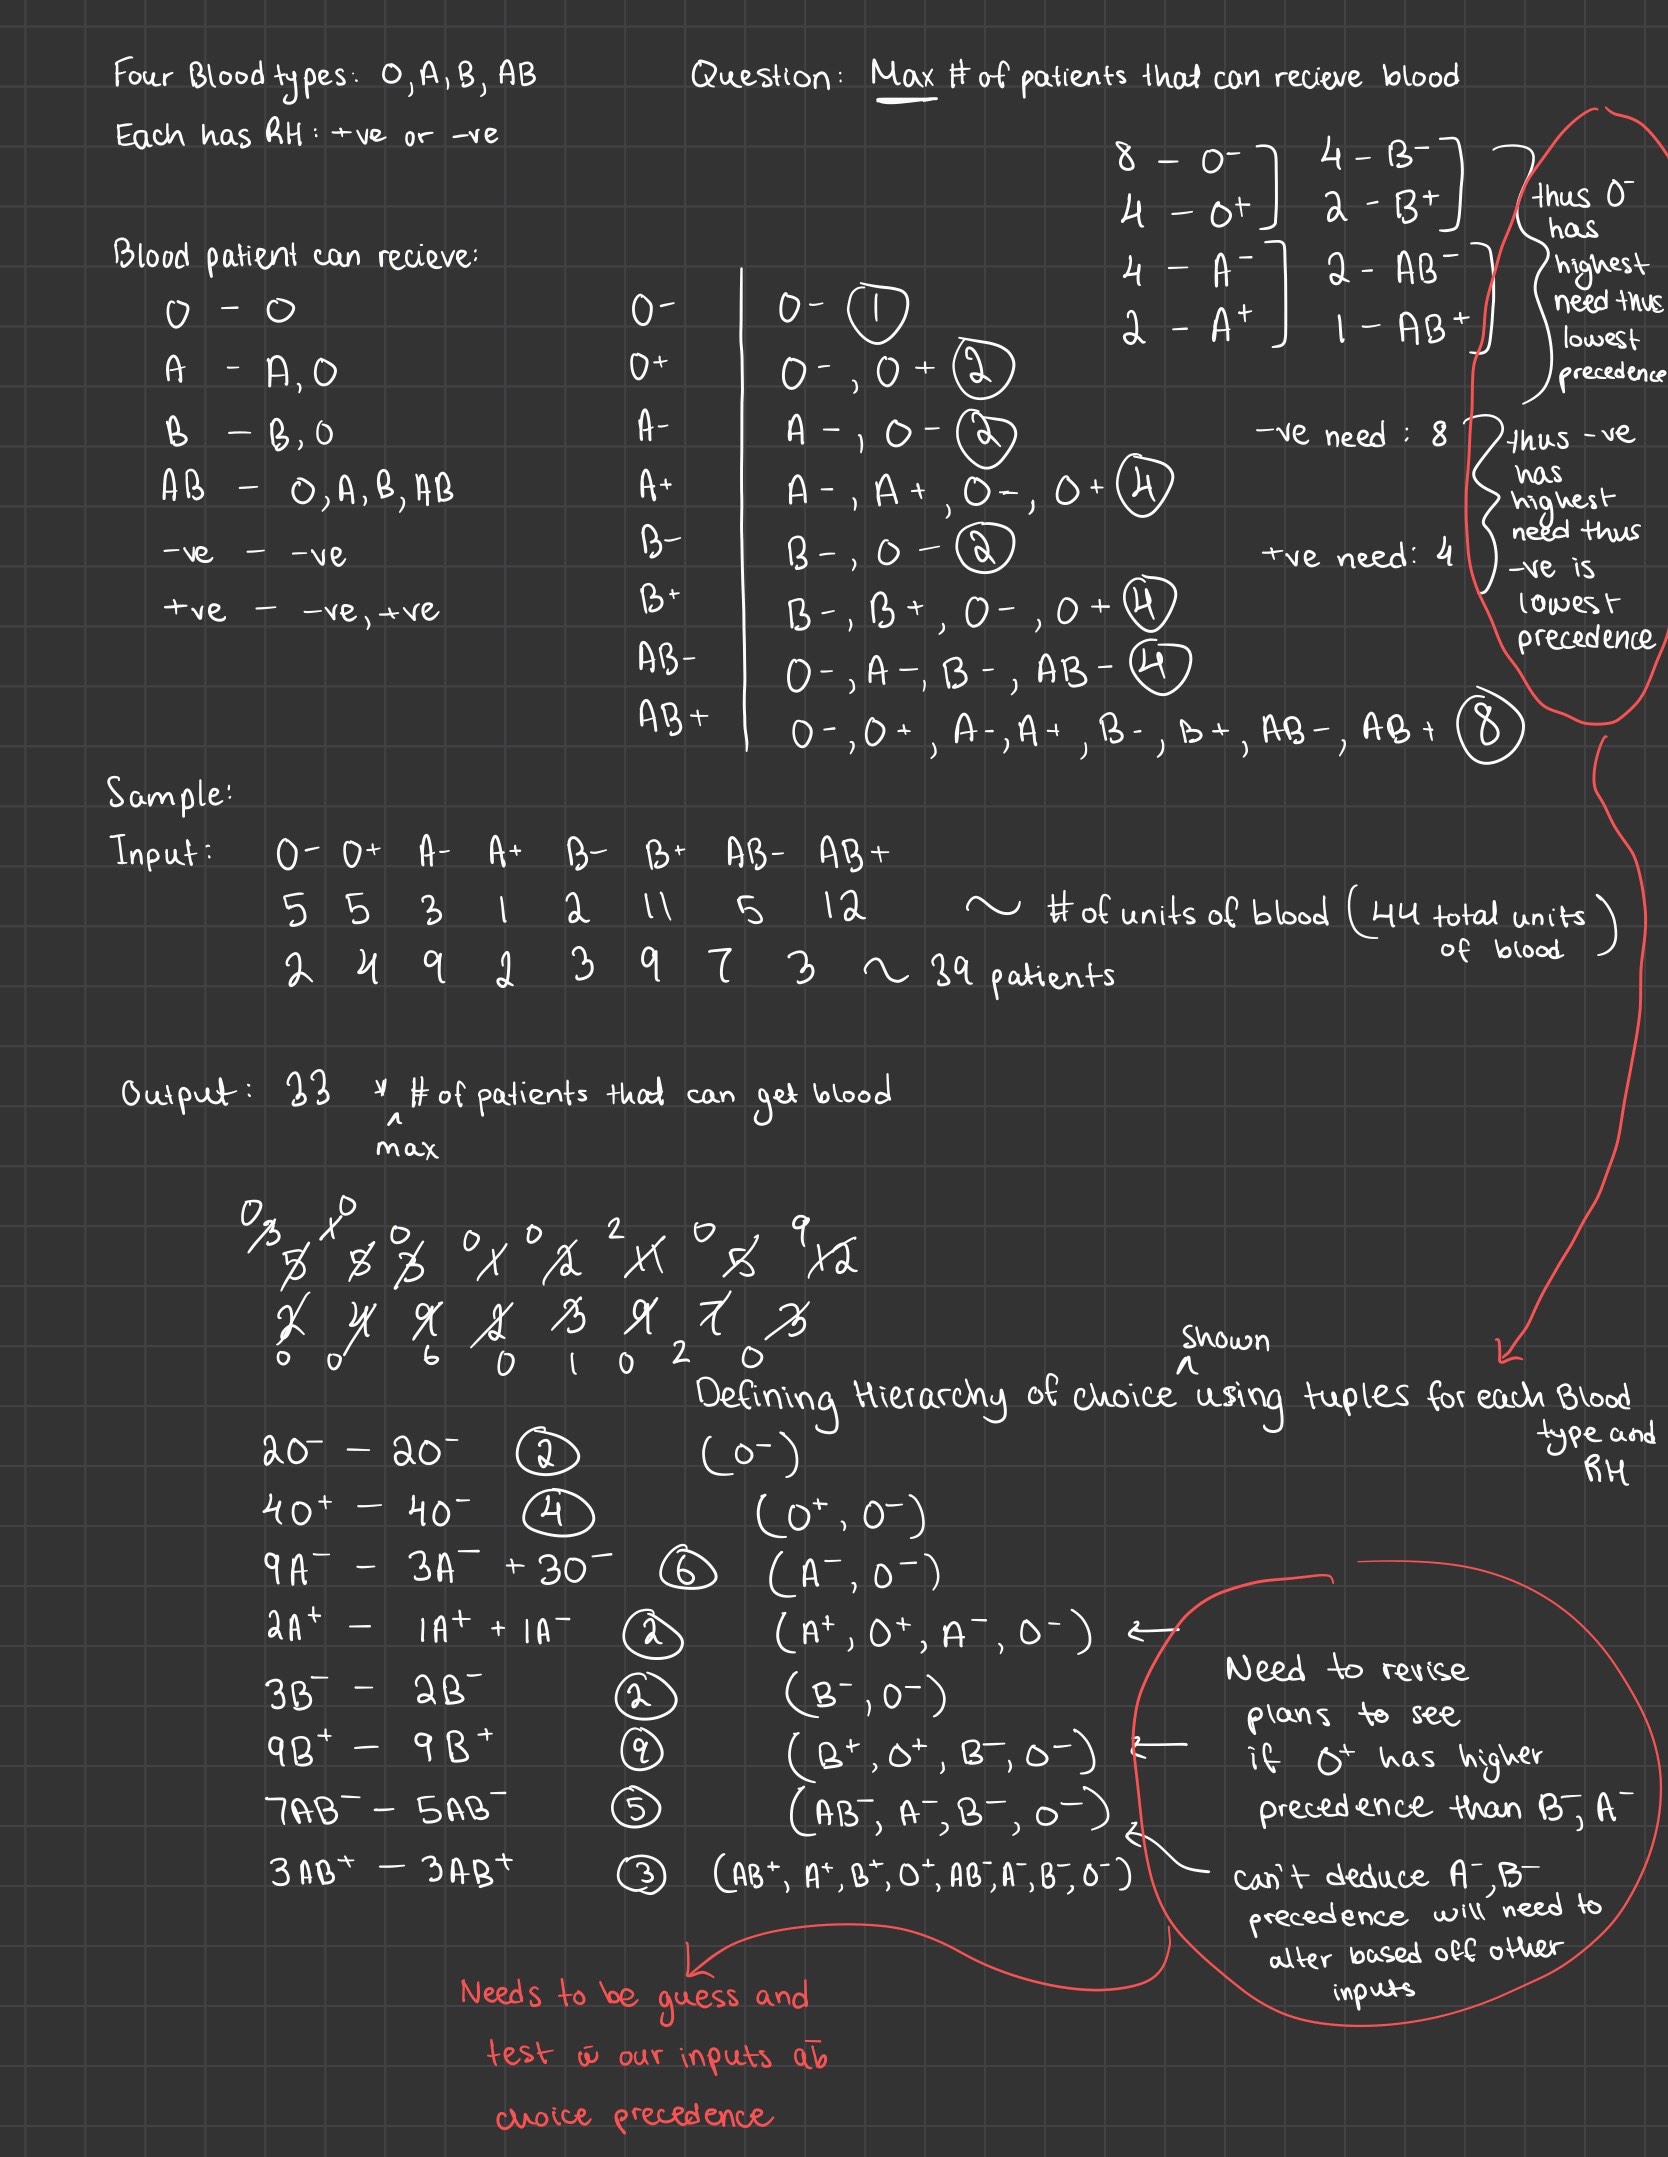 Four Blood types: O, A, B, AB
Each has RH: +ve or -ve
Question: Max # of patients that can recieve blood
8 - O⁻ 4 - B⁻
4 - O⁺ 2 - B⁺
4 - A⁻ 2 - AB⁻
2 - A⁺ 1 - AB⁺
thus O⁻
has
highest
need thus
lowest
precedence
-ve need : 8
+ve need : 4
thus -ve
has
highest
need thus
-ve is
lowest
precedence
Blood patient can recieve:
O - O
A - A, O
B - B, O
AB - O, A, B, AB
-ve - -ve
+ve - -ve, +ve
O- O- 1
O+ O-, O+ 2
A- A-, O- 2
A+ A-, A+, O-, O+ 4
B- B-, O- 2
B+ B-, B+, O-, O+ 4
AB- O-, A-, B-, AB- 4
AB+ O-, O+, A-, A+, B-, B+, AB-, AB+ 8
Sample:
Input: O- O+ A- A+ B- B+ AB- AB+
5 5 3 1 2 11 5 12 ~ # of units of blood (44 total units
of blood)
2 4 9 2 3 9 7 3 ~ 39 patients
Output: 33 # of patients that can get blood
^
max
0 3 1 0 0 0 0 2 0 9
5 5 3 1 2 11 5 12
2 4 9 2 3 9 7 3
0 0 6 0 1 0 2 0
shown
^
Defining Hierarchy of choice using tuples for each Blood
type and
RH
2O⁻ - 2O⁻ 2 (O⁻)
4O⁺ - 4O⁻ 4 (O⁺, O⁻)
9A⁻ - 3A⁻ + 3O⁻ 6 (A⁻, O⁻)
2A⁺ - 1A⁺ + 1A⁻ 2 (A⁺, O⁺, A⁻, O⁻) ←
3B⁻ - 2B⁻ 2 (B⁻, O⁻)
9B⁺ - 9B⁺ 9 (B⁺, O⁺, B⁻, O⁻) ←
7AB⁻ - 5AB⁻ 5 (AB⁻, A⁻, B⁻, O⁻)
3AB⁺ - 3AB⁺ 3 (AB⁺, A⁺, B⁺, O⁺, AB⁻, A⁻, B⁻, O⁻)
Need to revise
plans to see
if O⁺ has higher
precedence than B⁻, A⁻
can't deduce A⁻, B⁻
precedence will need to
alter based off other
inputs
Needs to be guess and
test our inputs
choice precedence